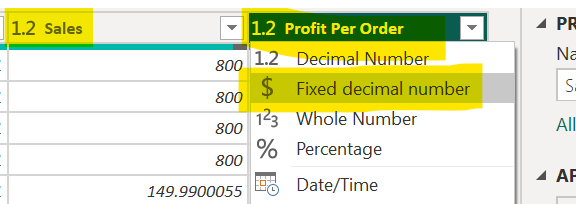 1.2 Sales
1.2 Profit Per Order
800
800
800
800
149.9900055
1.2 Decimal Number
$ Fixed decimal number
1²3 Whole Number
% Percentage
Date/Time
PR
Na
Sa
All
AP